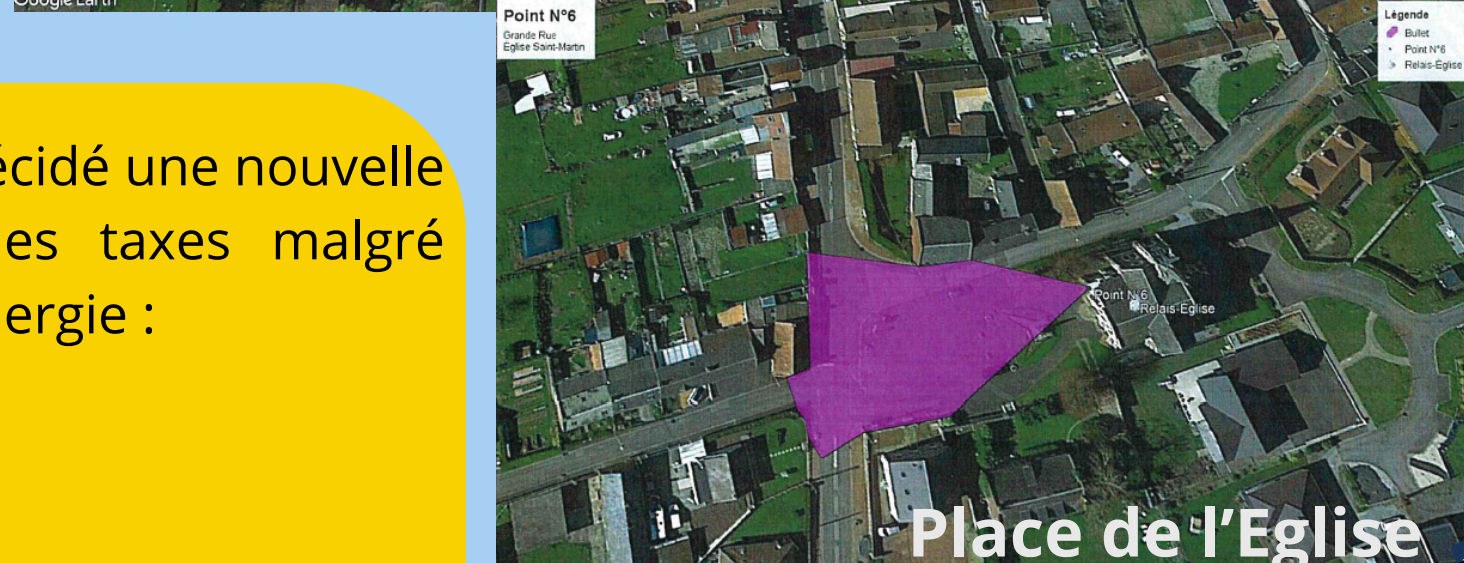 Google Earth
écidé une nouvelle
es taxes malgré
ergie :
Point N°6
Grande Rue
Eglise Saint-Martin
Légende
Bullet
Point N°6
Relais-Eglise
Point N°6
Relais-Eglise
Place de l’Eglise